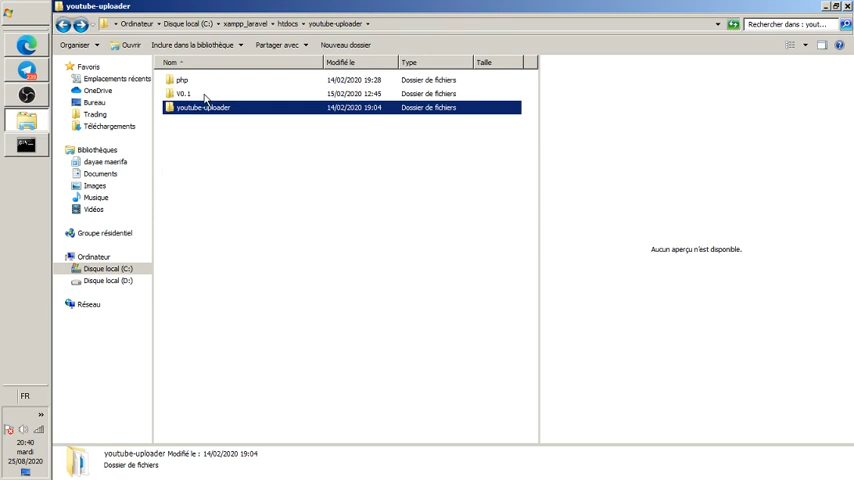 youtube-uploader
Ordinateur ▸ Disque local (C:) ▸ xampp_laravel ▸ htdocs ▸ youtube-uploader ▸
Rechercher dans : yout...
Organiser Ouvrir Inclure dans la bibliothèque Partager avec Nouveau dossier
Nom Modifié le Type Taille
Favoris
Emplacements récents
OneDrive
Bureau
Trading
Téléchargements
Bibliothèques
dayae maerifa
Documents
Images
Musique
Vidéos
Groupe résidentiel
Ordinateur
Disque local (C:)
Disque local (D:)
Réseau
php 14/02/2020 19:28 Dossier de fichiers
V0.1 15/02/2020 12:45 Dossier de fichiers
youtube-uploader 14/02/2020 19:04 Dossier de fichiers
Aucun aperçu n'est disponible.
FR
20:40
mardi
25/08/2020
youtube-uploader Modifié le : 14/02/2020 19:04
Dossier de fichiers